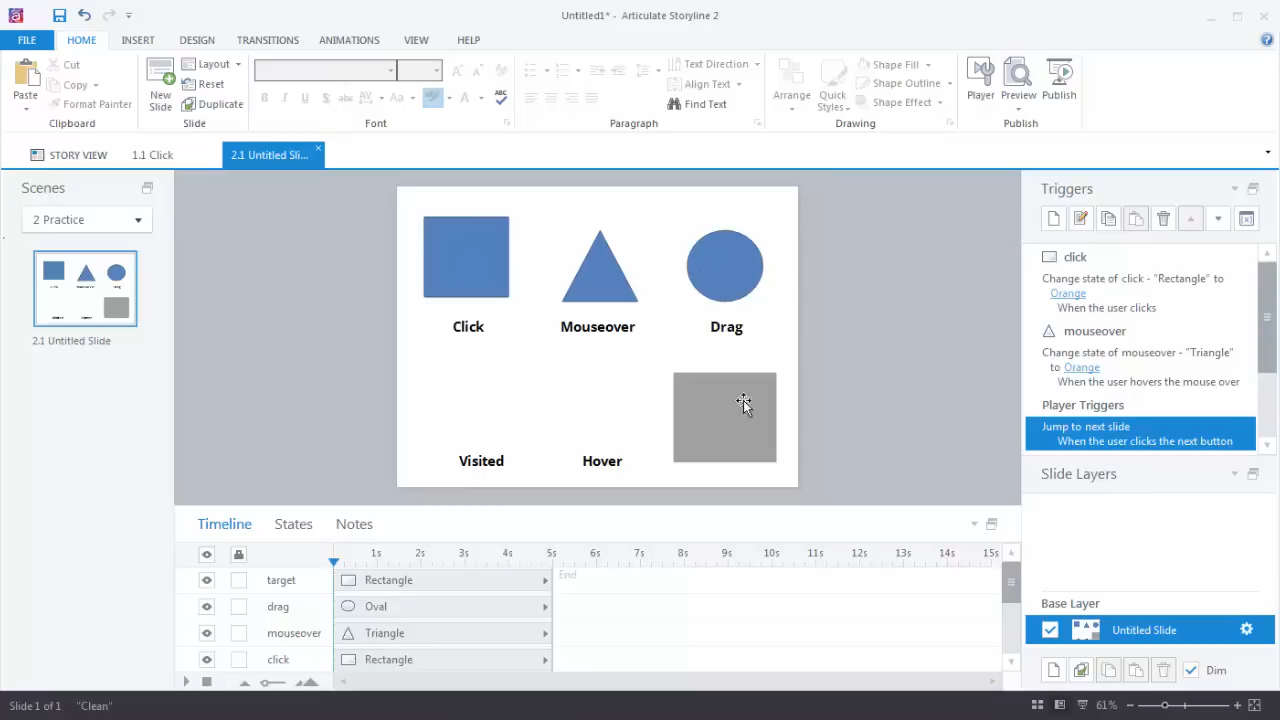 Untitled1* - Articulate Storyline 2
FILE HOME INSERT DESIGN TRANSITIONS ANIMATIONS VIEW HELP
Paste
Cut
Copy
Format Painter
Clipboard
New Slide
Layout
Reset
Duplicate
Slide
B I U S abc AV Aa A ABC
Font
Text Direction
Align Text
Find Text
Paragraph
Arrange
Quick Styles
Shape Fill
Shape Outline
Shape Effect
Drawing
Player
Preview
Publish
Publish
STORY VIEW
1.1 Click
2.1 Untitled Sli...
Scenes
2 Practice
2.1 Untitled Slide
Click
Mouseover
Drag
Visited
Hover
Triggers
click
Change state of click - "Rectangle" to
Orange
When the user clicks
mouseover
Change state of mouseover - "Triangle"
to Orange
When the user hovers the mouse over
Player Triggers
Jump to next slide
When the user clicks the next button
Slide Layers
Base Layer
Untitled Slide
Dim
Timeline States Notes
1s 2s 3s 4s 5s 6s 7s 8s 9s 10s 11s 12s 13s 14s 15s
target Rectangle End
drag Oval
mouseover Triangle
click Rectangle
Slide 1 of 1 "Clean" 61%